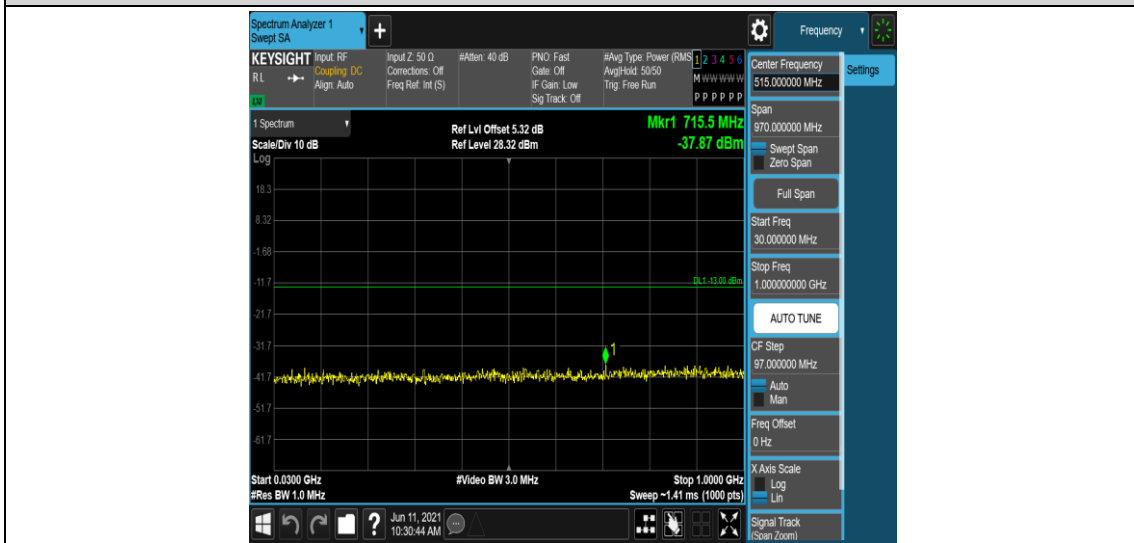 Spectrum Analyzer 1
Swept SA
+
Frequency
KEYSIGHT
RL
LXI
Input: RF
Coupling: DC
Align: Auto
Input Z: 50 Ω
Corrections: Off
Freq Ref: Int (S)
#Atten: 40 dB
PNO: Fast
Gate: Off
IF Gain: Low
Sig Track: Off
#Avg Type: Power (RMS
Avg|Hold: 50/50
Trig: Free Run
1 2 3 4 5 6
M W W W W W
P P P P P P
Center Frequency
515.000000 MHz
Settings
Span
970.000000 MHz
Swept Span
Zero Span
Full Span
Start Freq
30.000000 MHz
Stop Freq
1.000000000 GHz
AUTO TUNE
CF Step
97.000000 MHz
Auto
Man
Freq Offset
0 Hz
X Axis Scale
Log
Lin
Signal Track
(Span Zoom)
1 Spectrum
Scale/Div 10 dB
Log
Ref Lvl Offset 5.32 dB
Ref Level 28.32 dBm
Mkr1 715.5 MHz
-37.87 dBm
18.3
8.32
-1.68
-11.7
DL1 -13.00 dBm
-21.7
-31.7
1
-41.7
-51.7
-61.7
Start 0.0300 GHz
#Res BW 1.0 MHz
#Video BW 3.0 MHz
Stop 1.0000 GHz
Sweep ~1.41 ms (1000 pts)
?
Jun 11, 2021
10:30:44 AM